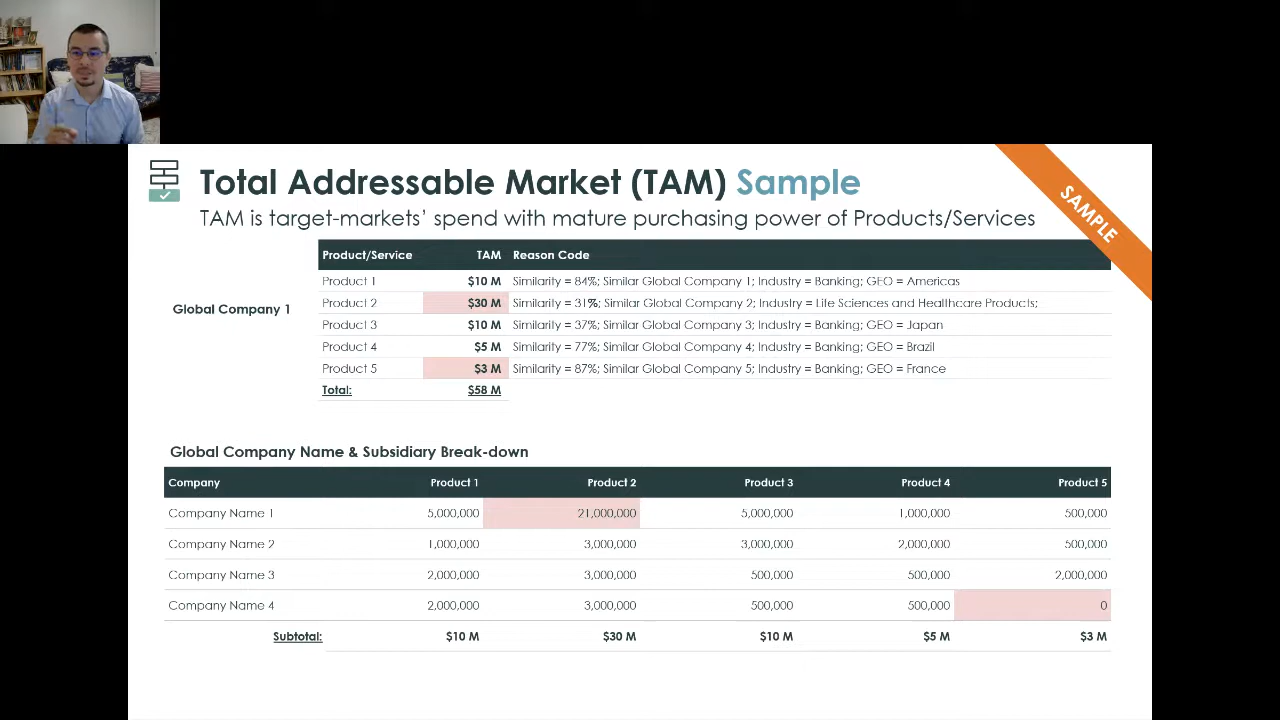 Total Addressable Market (TAM) Sample
SAMPLE
TAM is target-markets' spend with mature purchasing power of Products/Services
Product/Service TAM Reason Code
Product 1 $10 M Similarity = 84%; Similar Global Company 1; Industry = Banking; GEO = Americas
Global Company 1
Product 2 $30 M Similarity = 31%; Similar Global Company 2; Industry = Life Sciences and Healthcare Products;
Product 3 $10 M Similarity = 37%; Similar Global Company 3; Industry = Banking; GEO = Japan
Product 4 $5 M Similarity = 77%; Similar Global Company 4; Industry = Banking; GEO = Brazil
Product 5 $3 M Similarity = 87%; Similar Global Company 5; Industry = Banking; GEO = France
Total: $58 M
Global Company Name & Subsidiary Break-down
Company Product 1 Product 2 Product 3 Product 4 Product 5
Company Name 1 5,000,000 21,000,000 5,000,000 1,000,000 500,000
Company Name 2 1,000,000 3,000,000 3,000,000 2,000,000 500,000
Company Name 3 2,000,000 3,000,000 500,000 500,000 2,000,000
Company Name 4 2,000,000 3,000,000 500,000 500,000 0
Subtotal: $10 M $30 M $10 M $5 M $3 M